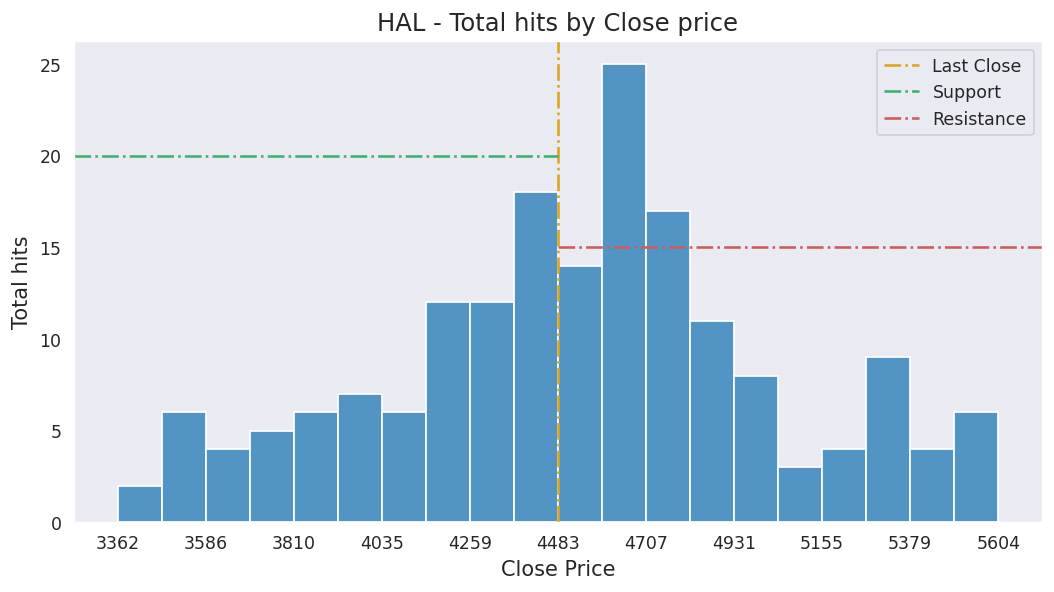 HAL - Total hits by Close price
Last Close
Support
Resistance
Total hits
25
20
15
10
5
0
3362 3586 3810 4035 4259 4483 4707 4931 5155 5379 5604
Close Price